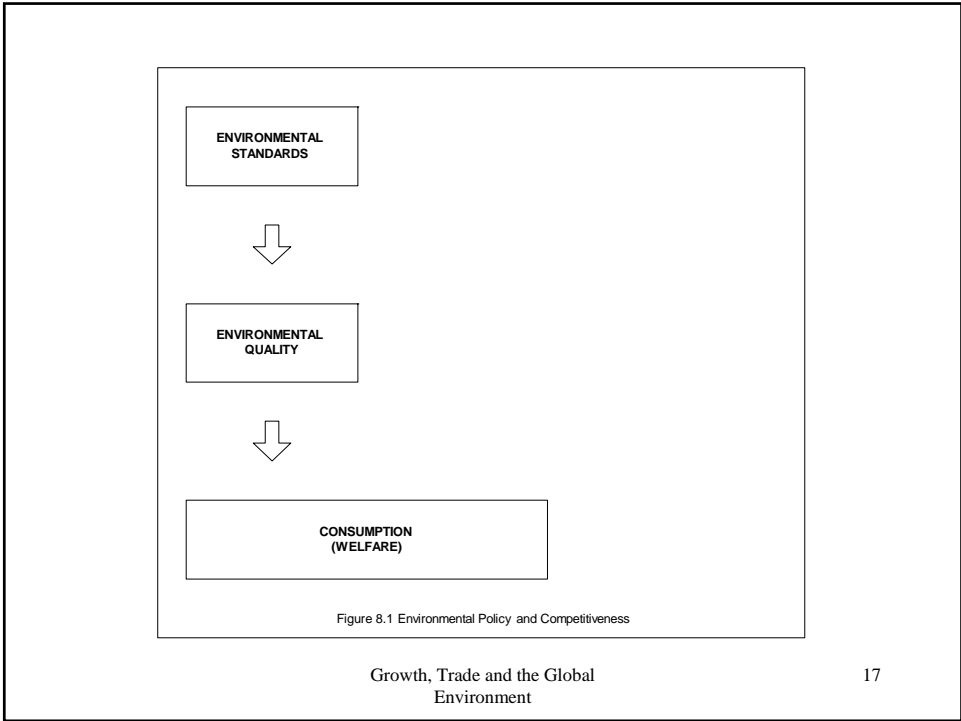 ENVIRONMENTAL
STANDARDS
ENVIRONMENTAL
QUALITY
CONSUMPTION
(WELFARE)
Figure 8.1 Environmental Policy and Competitiveness
Growth, Trade and the Global
Environment
17